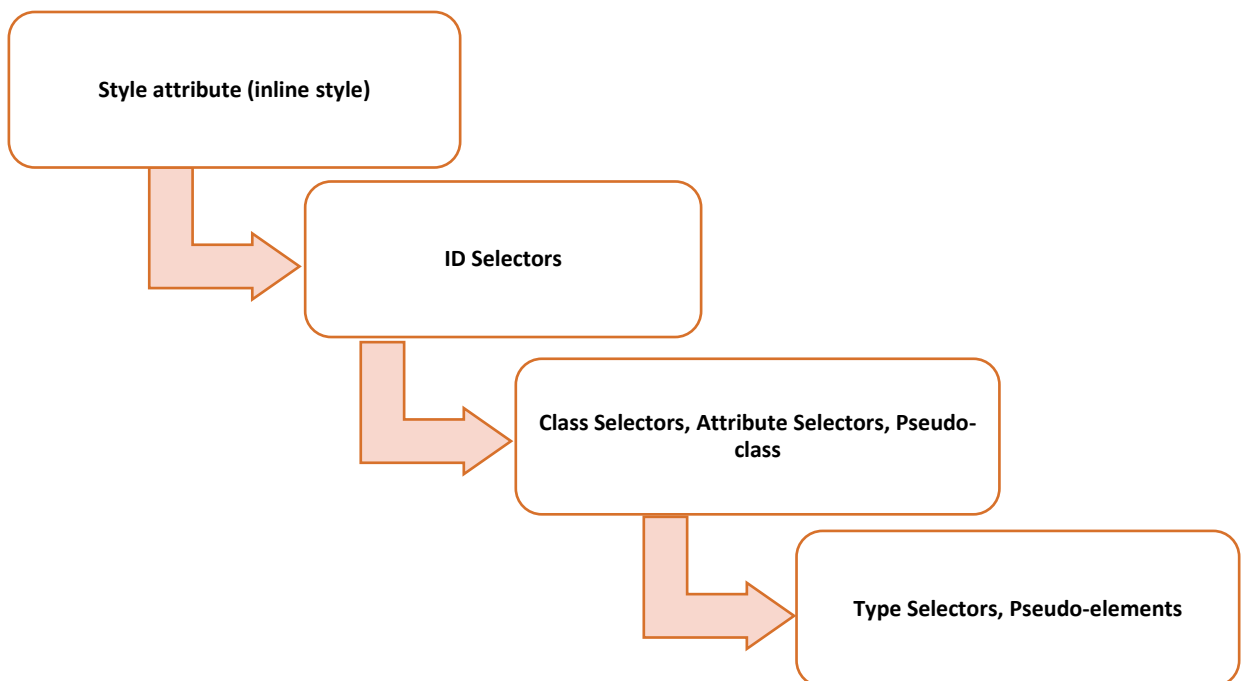 Style attribute (inline style)
ID Selectors
Class Selectors, Attribute Selectors, Pseudo-
class
Type Selectors, Pseudo-elements